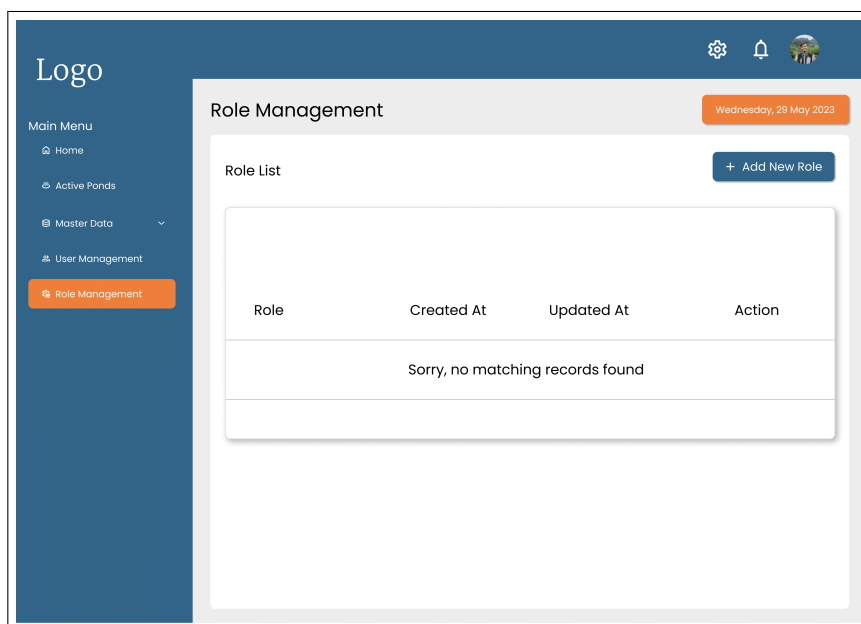 Logo
Main Menu
Home
Active Ponds
Master Data
User Management
Role Management
Role Management
Wednesday, 29 May 2023
Role List
+ Add New Role
Role Created At Updated At Action
Sorry, no matching records found